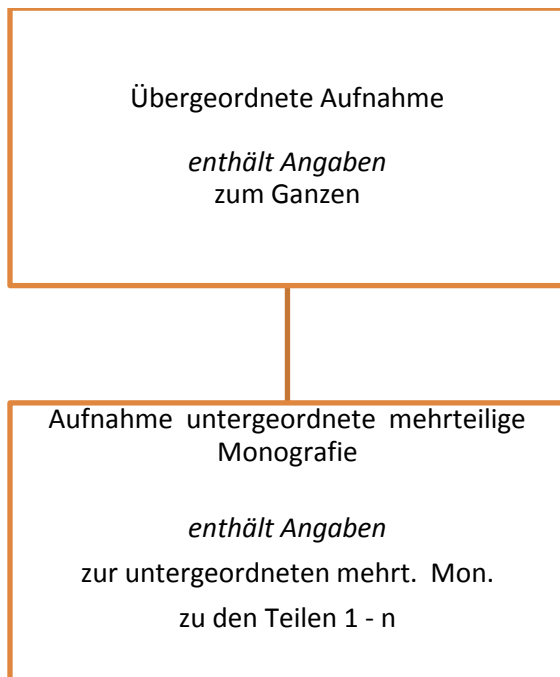 Übergeordnete Aufnahme
enthält Angaben
zum Ganzen
Aufnahme untergeordnete mehrteilige
Monografie
enthält Angaben
zur untergeordneten mehrt. Mon.
zu den Teilen 1 - n